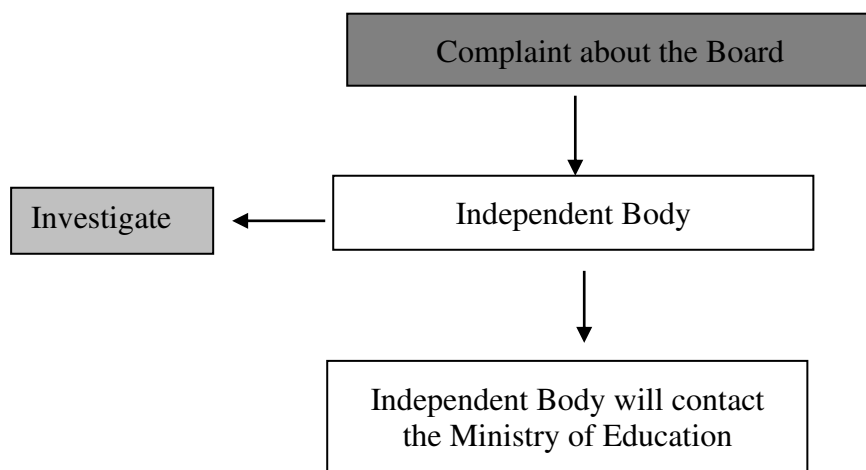 Complaint about the Board
Investigate
Independent Body
Independent Body will contact
the Ministry of Education